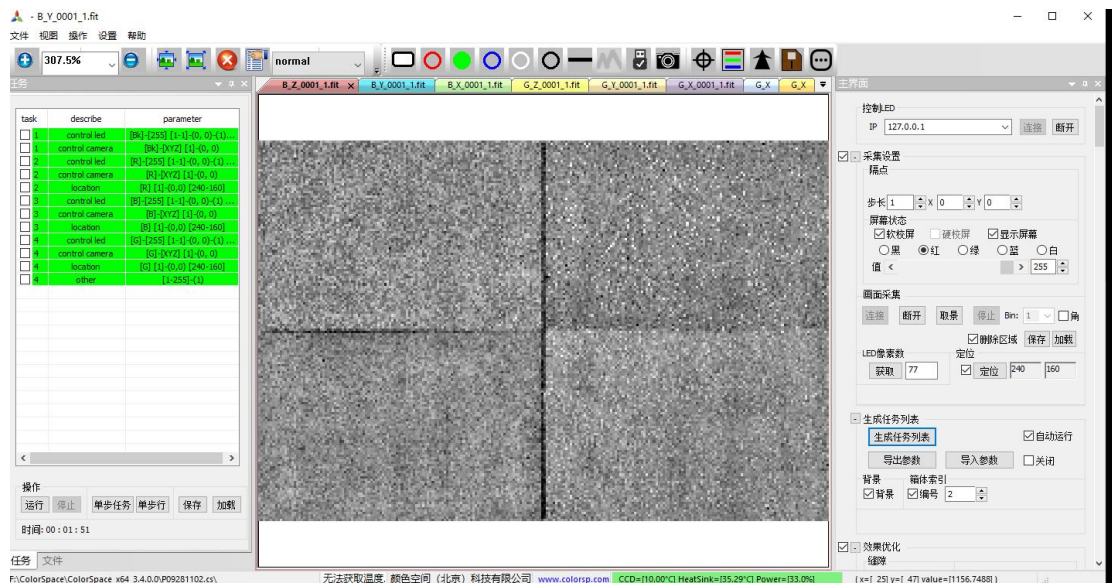 - B_Y_0001_1.fit
文件 视图 操作 设置 帮助
307.5% normal
任务
B_Z_0001_1.fit × B_Y_0001_1.fit B_X_0001_1.fit G_Z_0001_1.fit G_Y_0001_1.fit G_X_0001_1.fit G_X G_X
主界面
task describe parameter
1 control led [Bk]-[255] [1-1]-(0, 0)-(1)...
1 control camera [Bk]-[XYZ] [1]-(0, 0)
2 control led [R]-[255] [1-1]-(0, 0)-(1) ...
2 control camera [R]-[XYZ] [1]-(0, 0)
2 location [R] [1]-(0,0) [240-160]
3 control led [B]-[255] [1-1]-(0, 0)-(1) ...
3 control camera [B]-[XYZ] [1]-(0, 0)
3 location [B] [1]-(0,0) [240-160]
4 control led [G]-[255] [1-1]-(0, 0)-(1) ...
4 control camera [G]-[XYZ] [1]-(0, 0)
4 location [G] [1]-(0,0) [240-160]
4 other [1-255]-(1)
操作
运行 停止 单步任务 单步行 保存 加载
时间: 00 : 01 : 51
任务 文件
控制LED
IP 127.0.0.1 连接 断开
采集设置
隔点
步长 1 X 0 Y 0
屏幕状态
软校屏 硬校屏 显示屏幕
黑 红 绿 蓝 白
值 < > 255
画面采集
连接 断开 取景 停止 Bin: 1 角
删除区域 保存 加载
LED像素数 定位
获取 77 定位 240 160
生成任务列表
生成任务列表 自动运行
导出参数 导入参数 关闭
背景 箱体索引
背景 编号 2
效果优化
缝隙
F:\ColorSpace\ColorSpace_x64_3.4.0.0\P09281102.cs\ 无法获取温度. 颜色空间（北京）科技有限公司 www.colorsp.com CCD=[10.00°C] HeatSink=[35.29°C] Power=[33.0%] ( x=[ 25] y=[ 47] value=[1156.7488] )